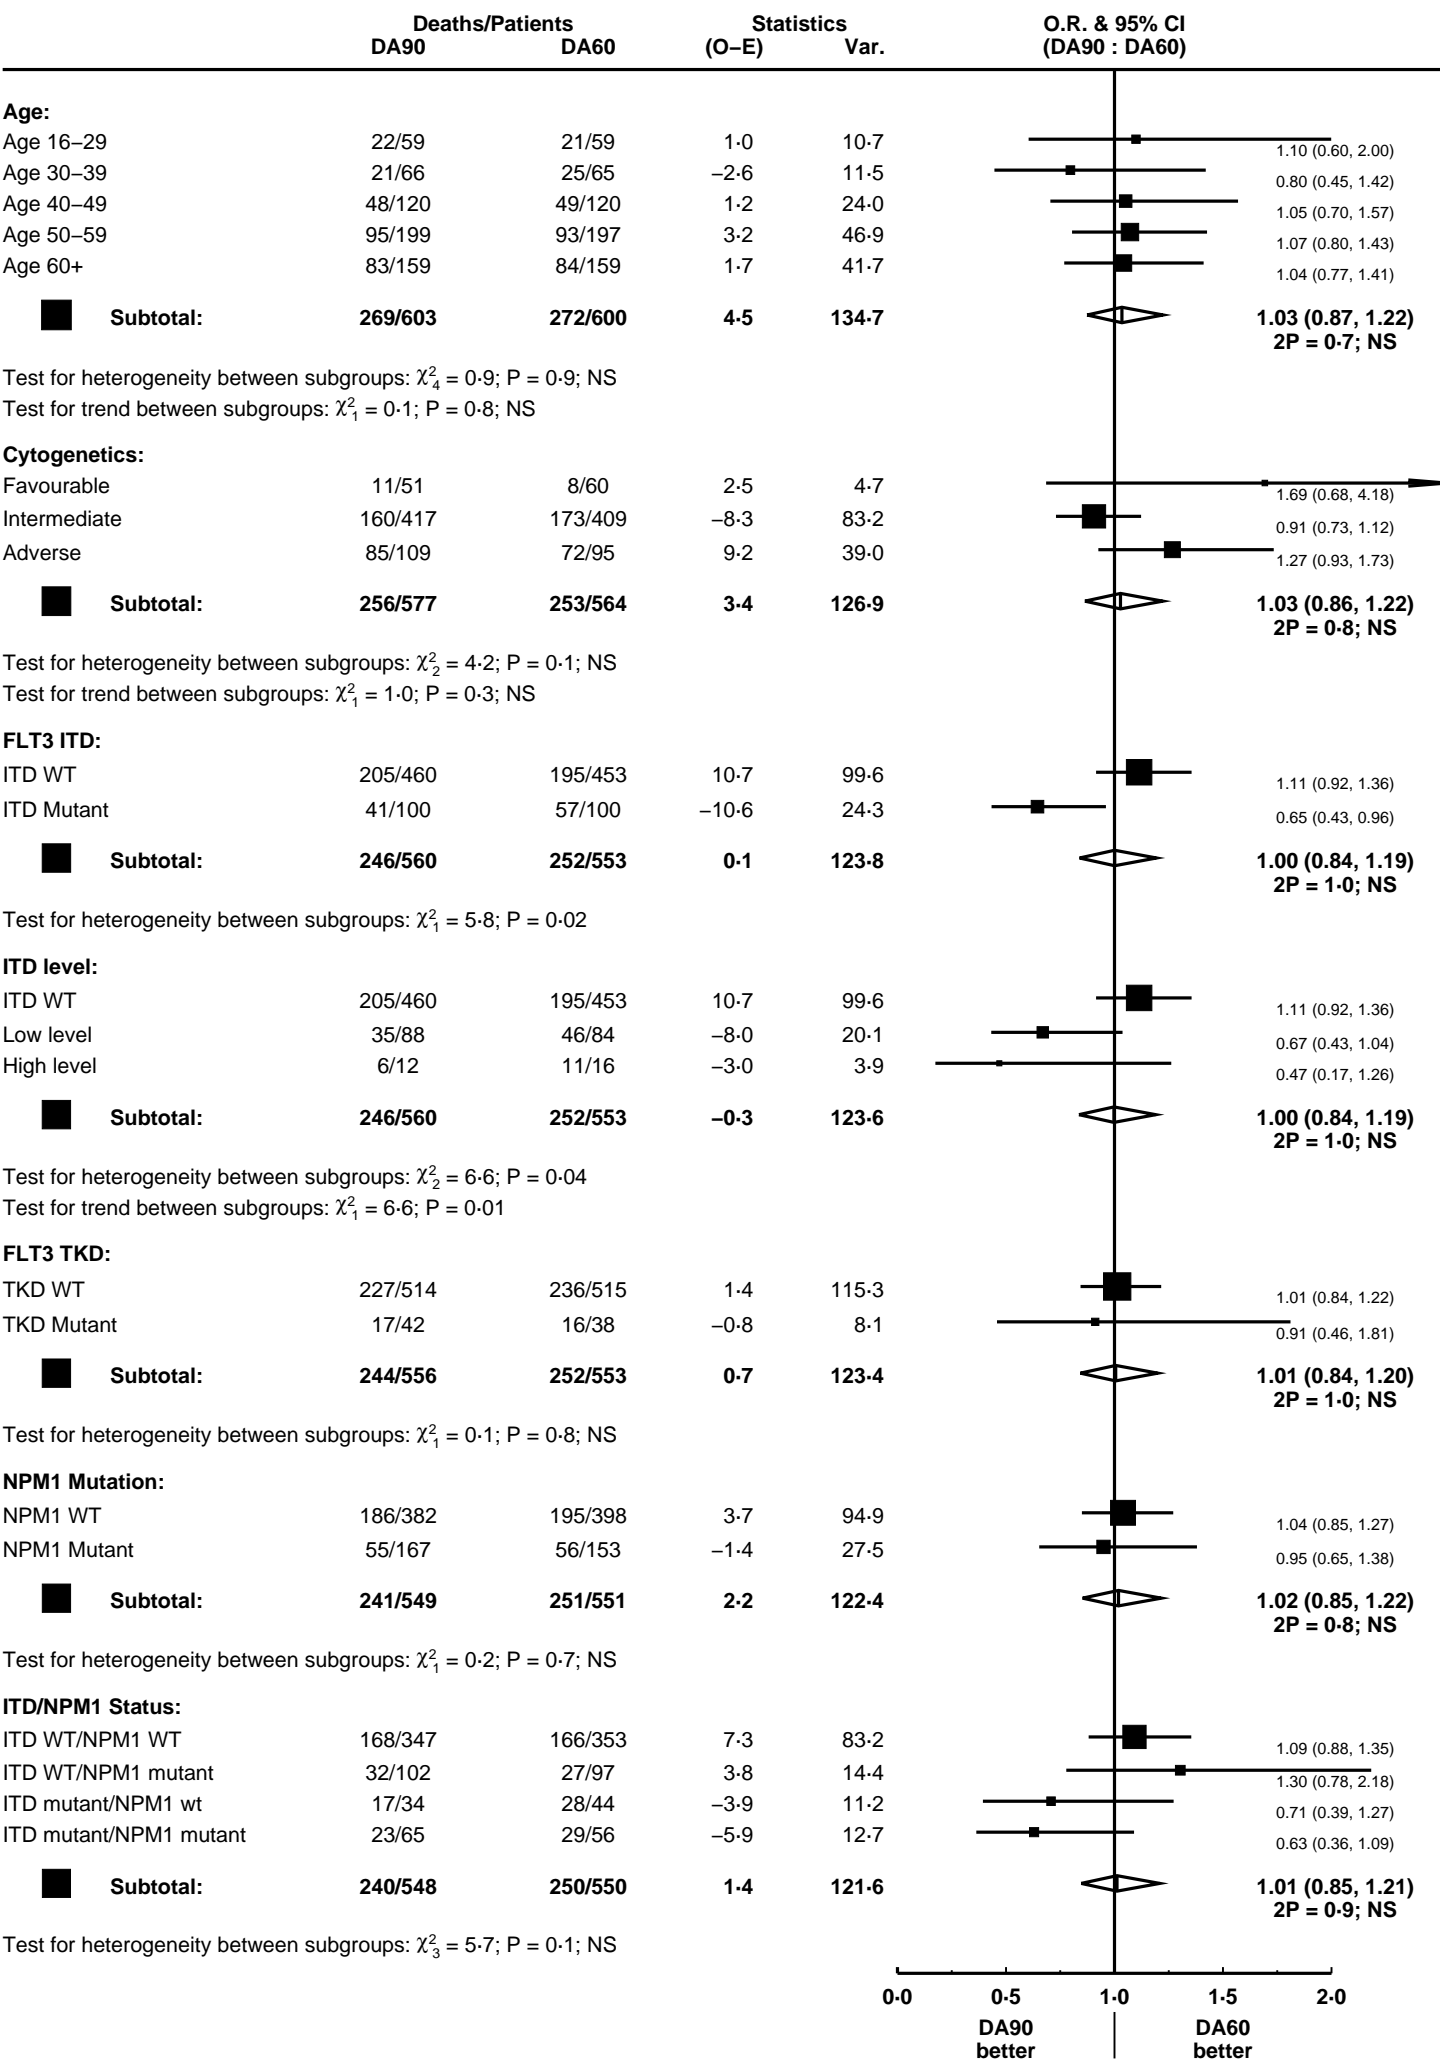 Deaths/Patients Statistics O.R. & 95% CI
DA90 DA60 (O–E) Var. (DA90 : DA60)
Age:
Age 16–29 22/59 21/59 1·0 10·7 1.10 (0.60, 2.00)
Age 30–39 21/66 25/65 –2·6 11·5 0.80 (0.45, 1.42)
Age 40–49 48/120 49/120 1·2 24·0 1.05 (0.70, 1.57)
Age 50–59 95/199 93/197 3·2 46·9 1.07 (0.80, 1.43)
Age 60+ 83/159 84/159 1·7 41·7 1.04 (0.77, 1.41)
Subtotal: 269/603 272/600 4·5 134·7 1.03 (0.87, 1.22)
2P = 0·7; NS
Test for heterogeneity between subgroups: χ²₄ = 0·9; P = 0·9; NS
Test for trend between subgroups: χ²₁ = 0·1; P = 0·8; NS
Cytogenetics:
Favourable 11/51 8/60 2·5 4·7 1.69 (0.68, 4.18)
Intermediate 160/417 173/409 –8·3 83·2 0.91 (0.73, 1.12)
Adverse 85/109 72/95 9·2 39·0 1.27 (0.93, 1.73)
Subtotal: 256/577 253/564 3·4 126·9 1.03 (0.86, 1.22)
2P = 0·8; NS
Test for heterogeneity between subgroups: χ²₂ = 4·2; P = 0·1; NS
Test for trend between subgroups: χ²₁ = 1·0; P = 0·3; NS
FLT3 ITD:
ITD WT 205/460 195/453 10·7 99·6 1.11 (0.92, 1.36)
ITD Mutant 41/100 57/100 –10·6 24·3 0.65 (0.43, 0.96)
Subtotal: 246/560 252/553 0·1 123·8 1.00 (0.84, 1.19)
2P = 1·0; NS
Test for heterogeneity between subgroups: χ²₁ = 5·8; P = 0·02
ITD level:
ITD WT 205/460 195/453 10·7 99·6 1.11 (0.92, 1.36)
Low level 35/88 46/84 –8·0 20·1 0.67 (0.43, 1.04)
High level 6/12 11/16 –3·0 3·9 0.47 (0.17, 1.26)
Subtotal: 246/560 252/553 –0·3 123·6 1.00 (0.84, 1.19)
2P = 1·0; NS
Test for heterogeneity between subgroups: χ²₂ = 6·6; P = 0·04
Test for trend between subgroups: χ²₁ = 6·6; P = 0·01
FLT3 TKD:
TKD WT 227/514 236/515 1·4 115·3 1.01 (0.84, 1.22)
TKD Mutant 17/42 16/38 –0·8 8·1 0.91 (0.46, 1.81)
Subtotal: 244/556 252/553 0·7 123·4 1.01 (0.84, 1.20)
2P = 1·0; NS
Test for heterogeneity between subgroups: χ²₁ = 0·1; P = 0·8; NS
NPM1 Mutation:
NPM1 WT 186/382 195/398 3·7 94·9 1.04 (0.85, 1.27)
NPM1 Mutant 55/167 56/153 –1·4 27·5 0.95 (0.65, 1.38)
Subtotal: 241/549 251/551 2·2 122·4 1.02 (0.85, 1.22)
2P = 0·8; NS
Test for heterogeneity between subgroups: χ²₁ = 0·2; P = 0·7; NS
ITD/NPM1 Status:
ITD WT/NPM1 WT 168/347 166/353 7·3 83·2 1.09 (0.88, 1.35)
ITD WT/NPM1 mutant 32/102 27/97 3·8 14·4 1.30 (0.78, 2.18)
ITD mutant/NPM1 wt 17/34 28/44 –3·9 11·2 0.71 (0.39, 1.27)
ITD mutant/NPM1 mutant 23/65 29/56 –5·9 12·7 0.63 (0.36, 1.09)
Subtotal: 240/548 250/550 1·4 121·6 1.01 (0.85, 1.21)
2P = 0·9; NS
Test for heterogeneity between subgroups: χ²₃ = 5·7; P = 0·1; NS
0·0 0·5 1·0 1·5 2·0
DA90 DA60
better better